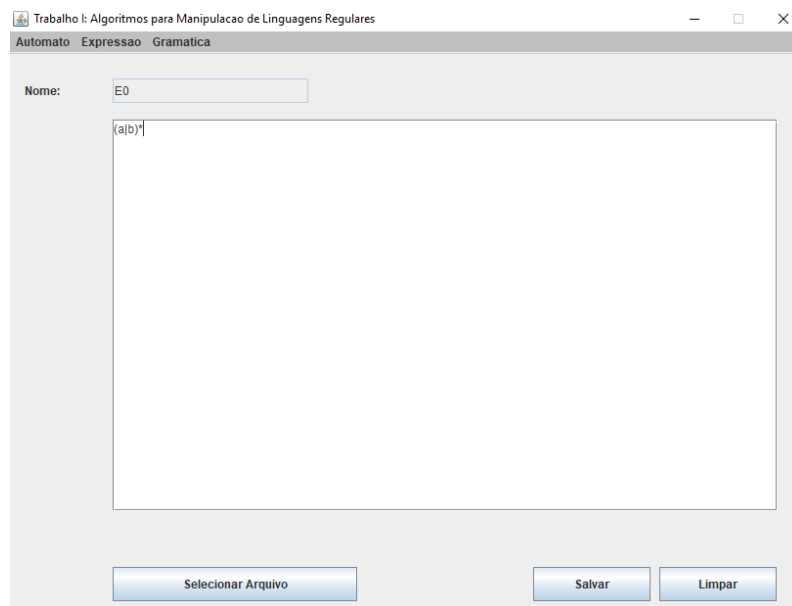 Trabalho I: Algoritmos para Manipulacao de Linguagens Regulares
Automato Expressao Gramatica
Nome: E0
(a|b)*
Selecionar Arquivo Salvar Limpar